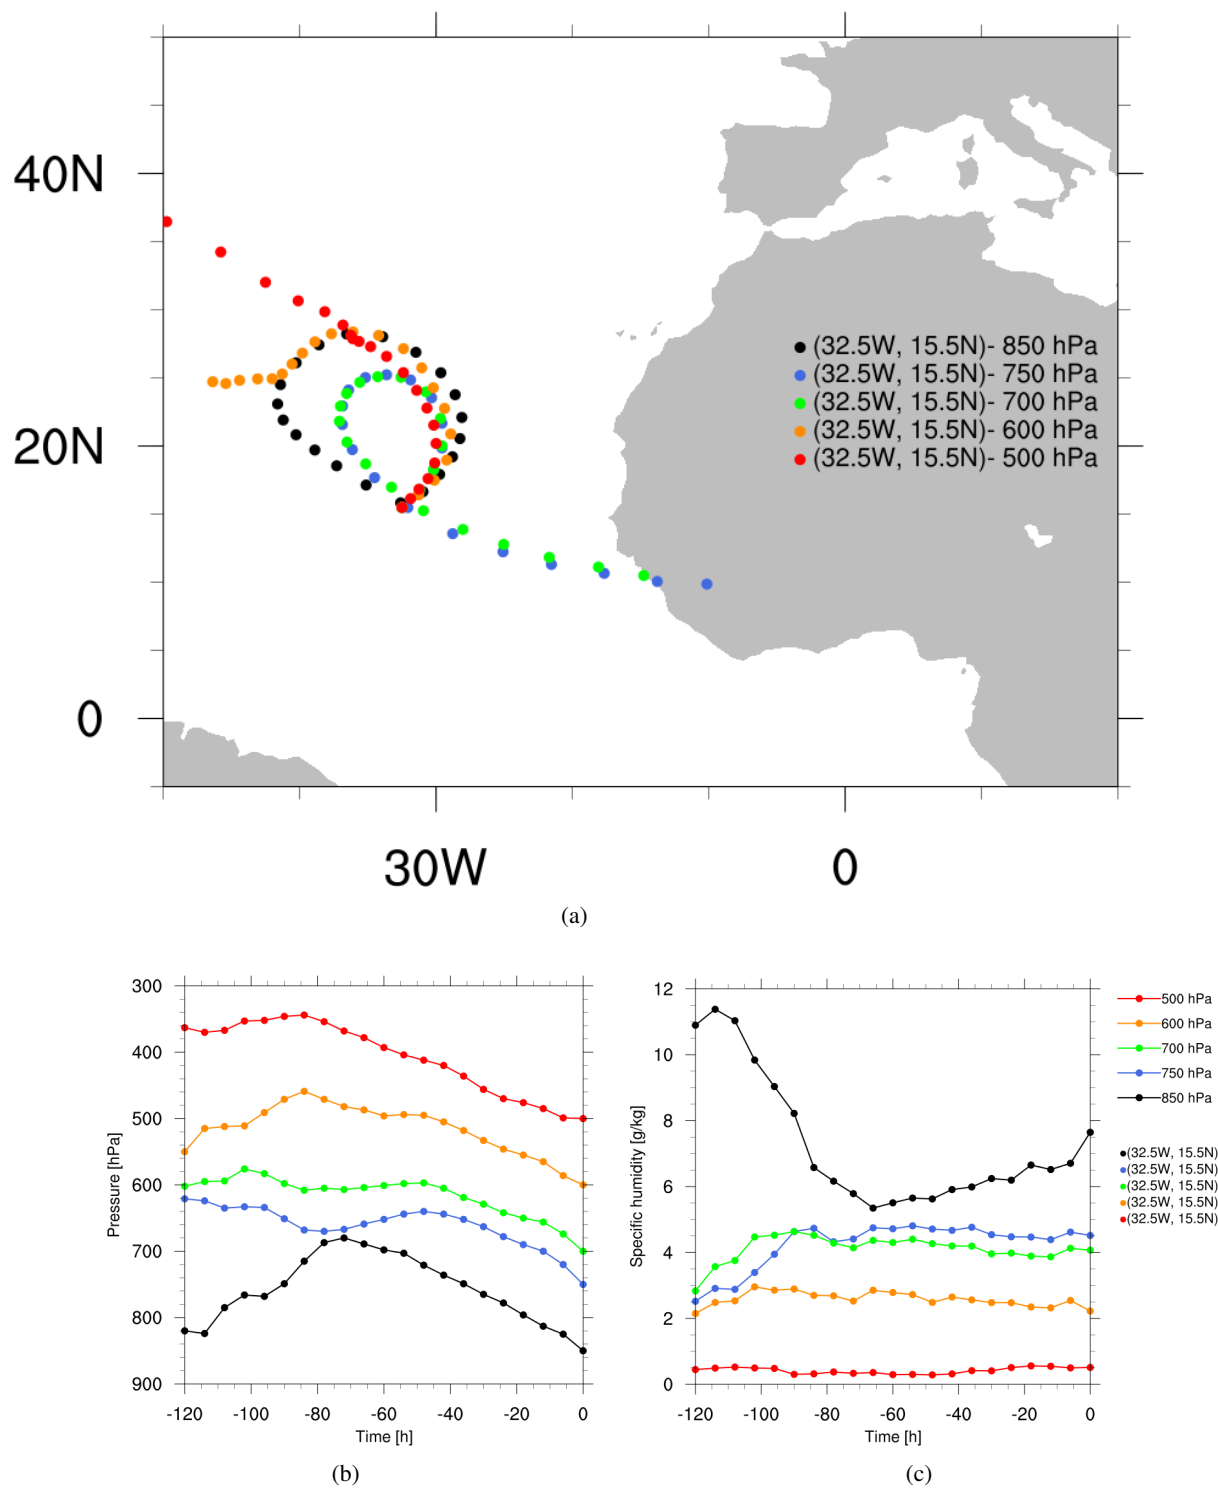 40N
20N
0
30W
0
(32.5W, 15.5N)- 850 hPa
(32.5W, 15.5N)- 750 hPa
(32.5W, 15.5N)- 700 hPa
(32.5W, 15.5N)- 600 hPa
(32.5W, 15.5N)- 500 hPa
(a)
300
400
500
600
700
800
900
Pressure [hPa]
-120
-100
-80
-60
-40
-20
0
Time [h]
(b)
12
10
8
6
4
2
0
Specific humidity [g/kg]
-120
-100
-80
-60
-40
-20
0
Time [h]
(c)
500 hPa
600 hPa
700 hPa
750 hPa
850 hPa
(32.5W, 15.5N)
(32.5W, 15.5N)
(32.5W, 15.5N)
(32.5W, 15.5N)
(32.5W, 15.5N)